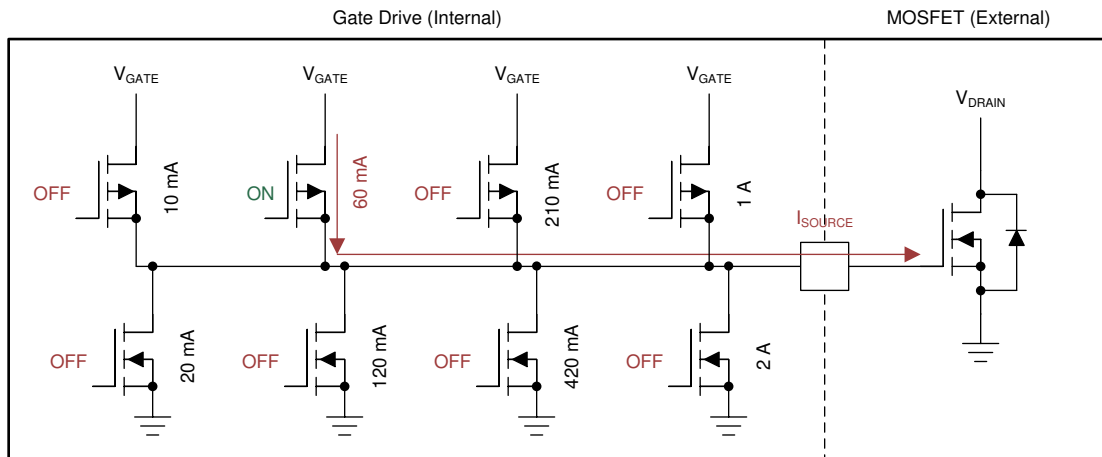 Gate Drive (Internal)
MOSFET (External)
VGATE
VGATE
VGATE
VGATE
VDRAIN
OFF
10 mA
ON
60 mA
OFF
210 mA
OFF
1 A
ISOURCE
OFF
20 mA
OFF
120 mA
OFF
420 mA
OFF
2 A